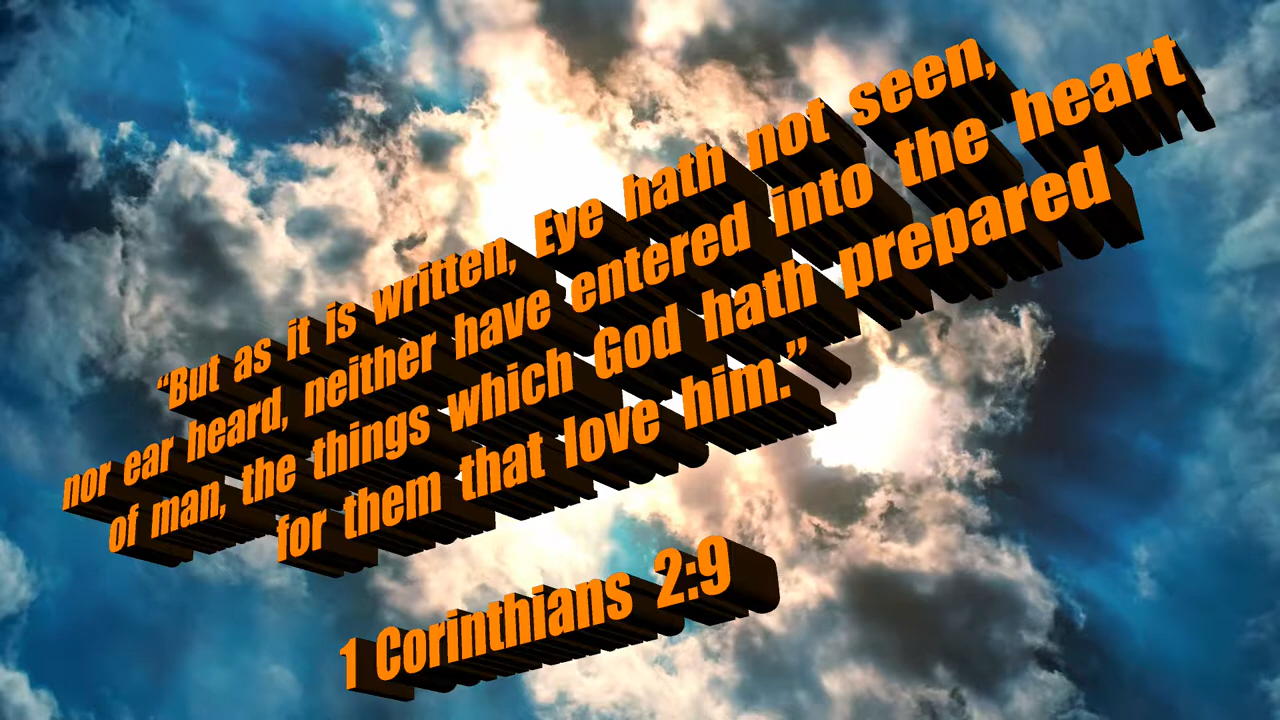 “But as it is written, Eye hath not seen,
nor ear heard, neither have entered into the heart
of man, the things which God hath prepared
for them that love him.”
1 Corinthians 2:9